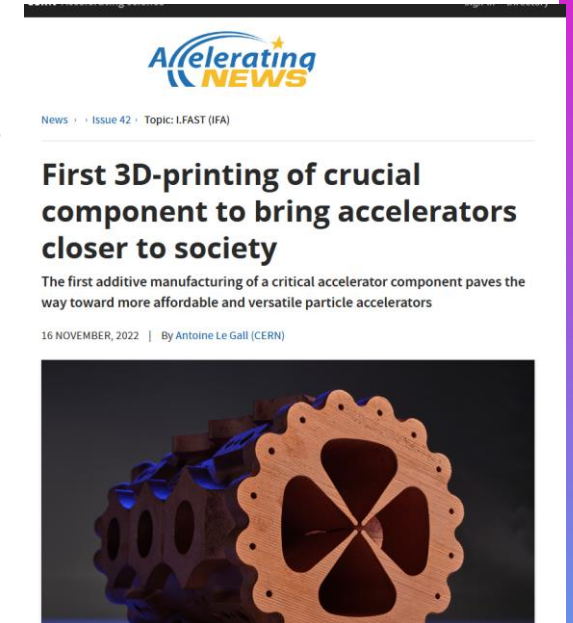 Accelerating
NEWS
News › › Issue 42 › Topic: I.FAST (IFA)
First 3D-printing of crucial
component to bring accelerators
closer to society
The first additive manufacturing of a critical accelerator component paves the
way toward more affordable and versatile particle accelerators
16 NOVEMBER, 2022 | By Antoine Le Gall (CERN)